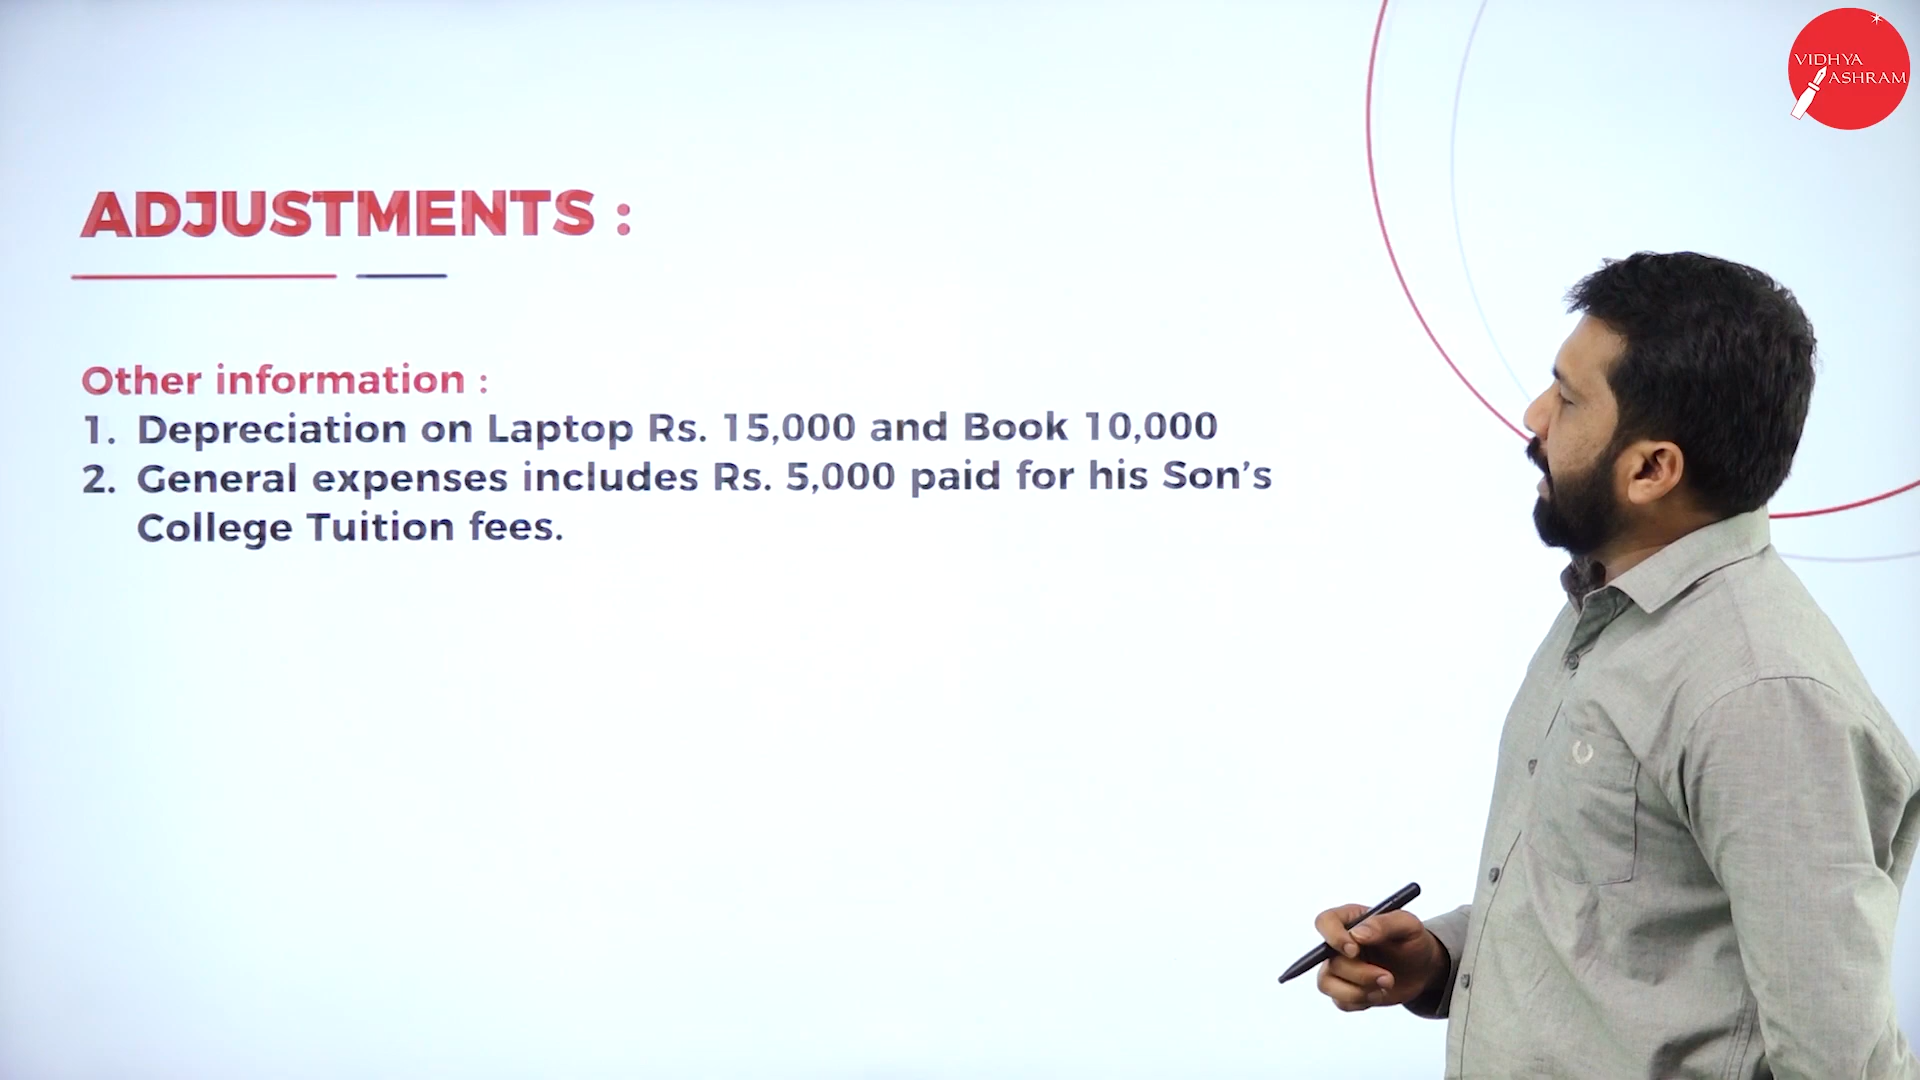 VIDHYA
ASHRAM
ADJUSTMENTS :
Other information :
1. Depreciation on Laptop Rs. 15,000 and Book 10,000
2. General expenses includes Rs. 5,000 paid for his Son's
College Tuition fees.